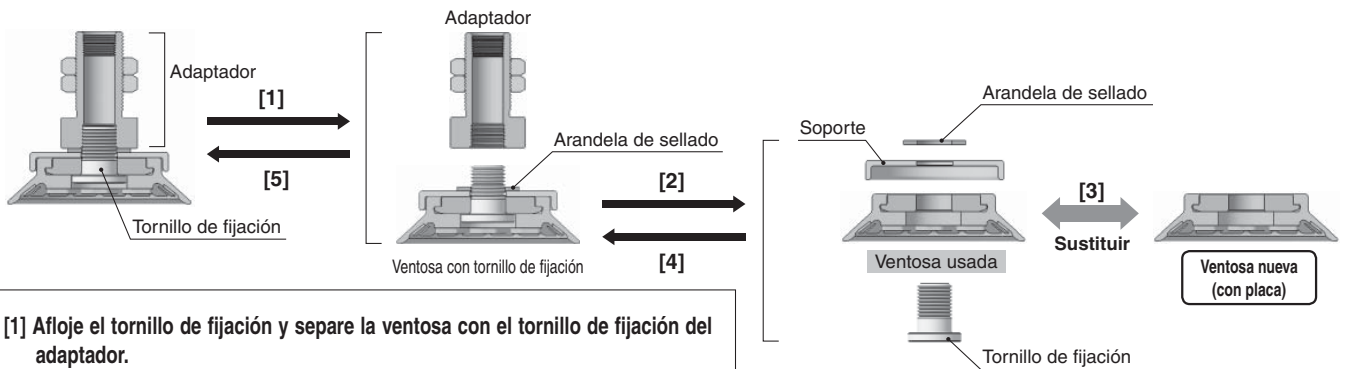 Adaptador
Adaptador
[1]
[5]
Tornillo de fijación
Arandela de sellado
[2]
[4]
Ventosa con tornillo de fijación
Arandela de sellado
Soporte
[3]
Sustituir
Ventosa usada
Ventosa nueva
(con placa)
Tornillo de fijación
[1] Afloje el tornillo de fijación y separe la ventosa con el tornillo de fijación del
adaptador.